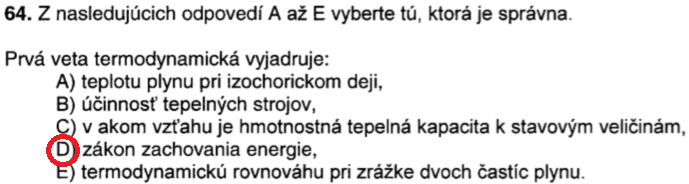 64. Z nasledujúcich odpovedí A až E vyberte tú, ktorá je správna.
Prvá veta termodynamická vyjadruje:
A) teplotu plynu pri izochorickom deji,
B) účinnosť tepelných strojov,
C) v akom vzťahu je hmotnostná tepelná kapacita k stavovým veličinám,
D) zákon zachovania energie,
E) termodynamickú rovnováhu pri zrážke dvoch častíc plynu.